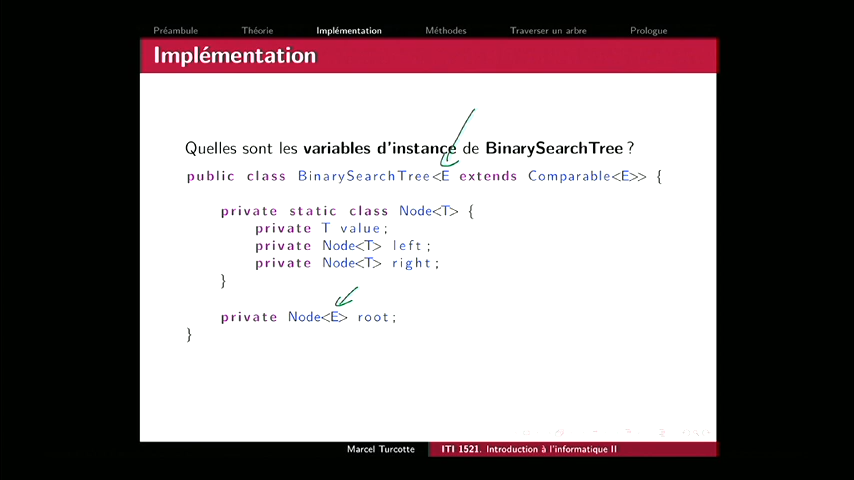 Préambule Théorie Implémentation Méthodes Traverser un arbre Prologue
Implémentation
Quelles sont les variables d'instance de BinarySearchTree ?
public class BinarySearchTree<E extends Comparable<E>> {
private static class Node<T> {
private T value;
private Node<T> left;
private Node<T> right;
}
private Node<E> root;
}
Marcel Turcotte ITI 1521. Introduction à l'informatique II